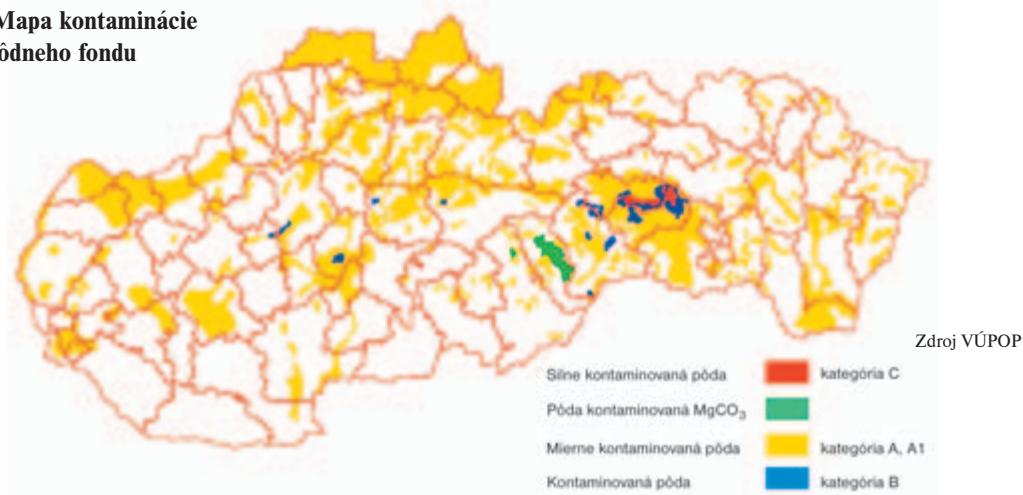 Mapa kontaminácie
ôdneho fondu
Zdroj VÚPOP
Silne kontaminovaná pôda kategória C
Pôda kontaminovaná MgCO₃
Mierne kontaminovaná pôda kategória A, A1
Kontaminovaná pôda kategória B